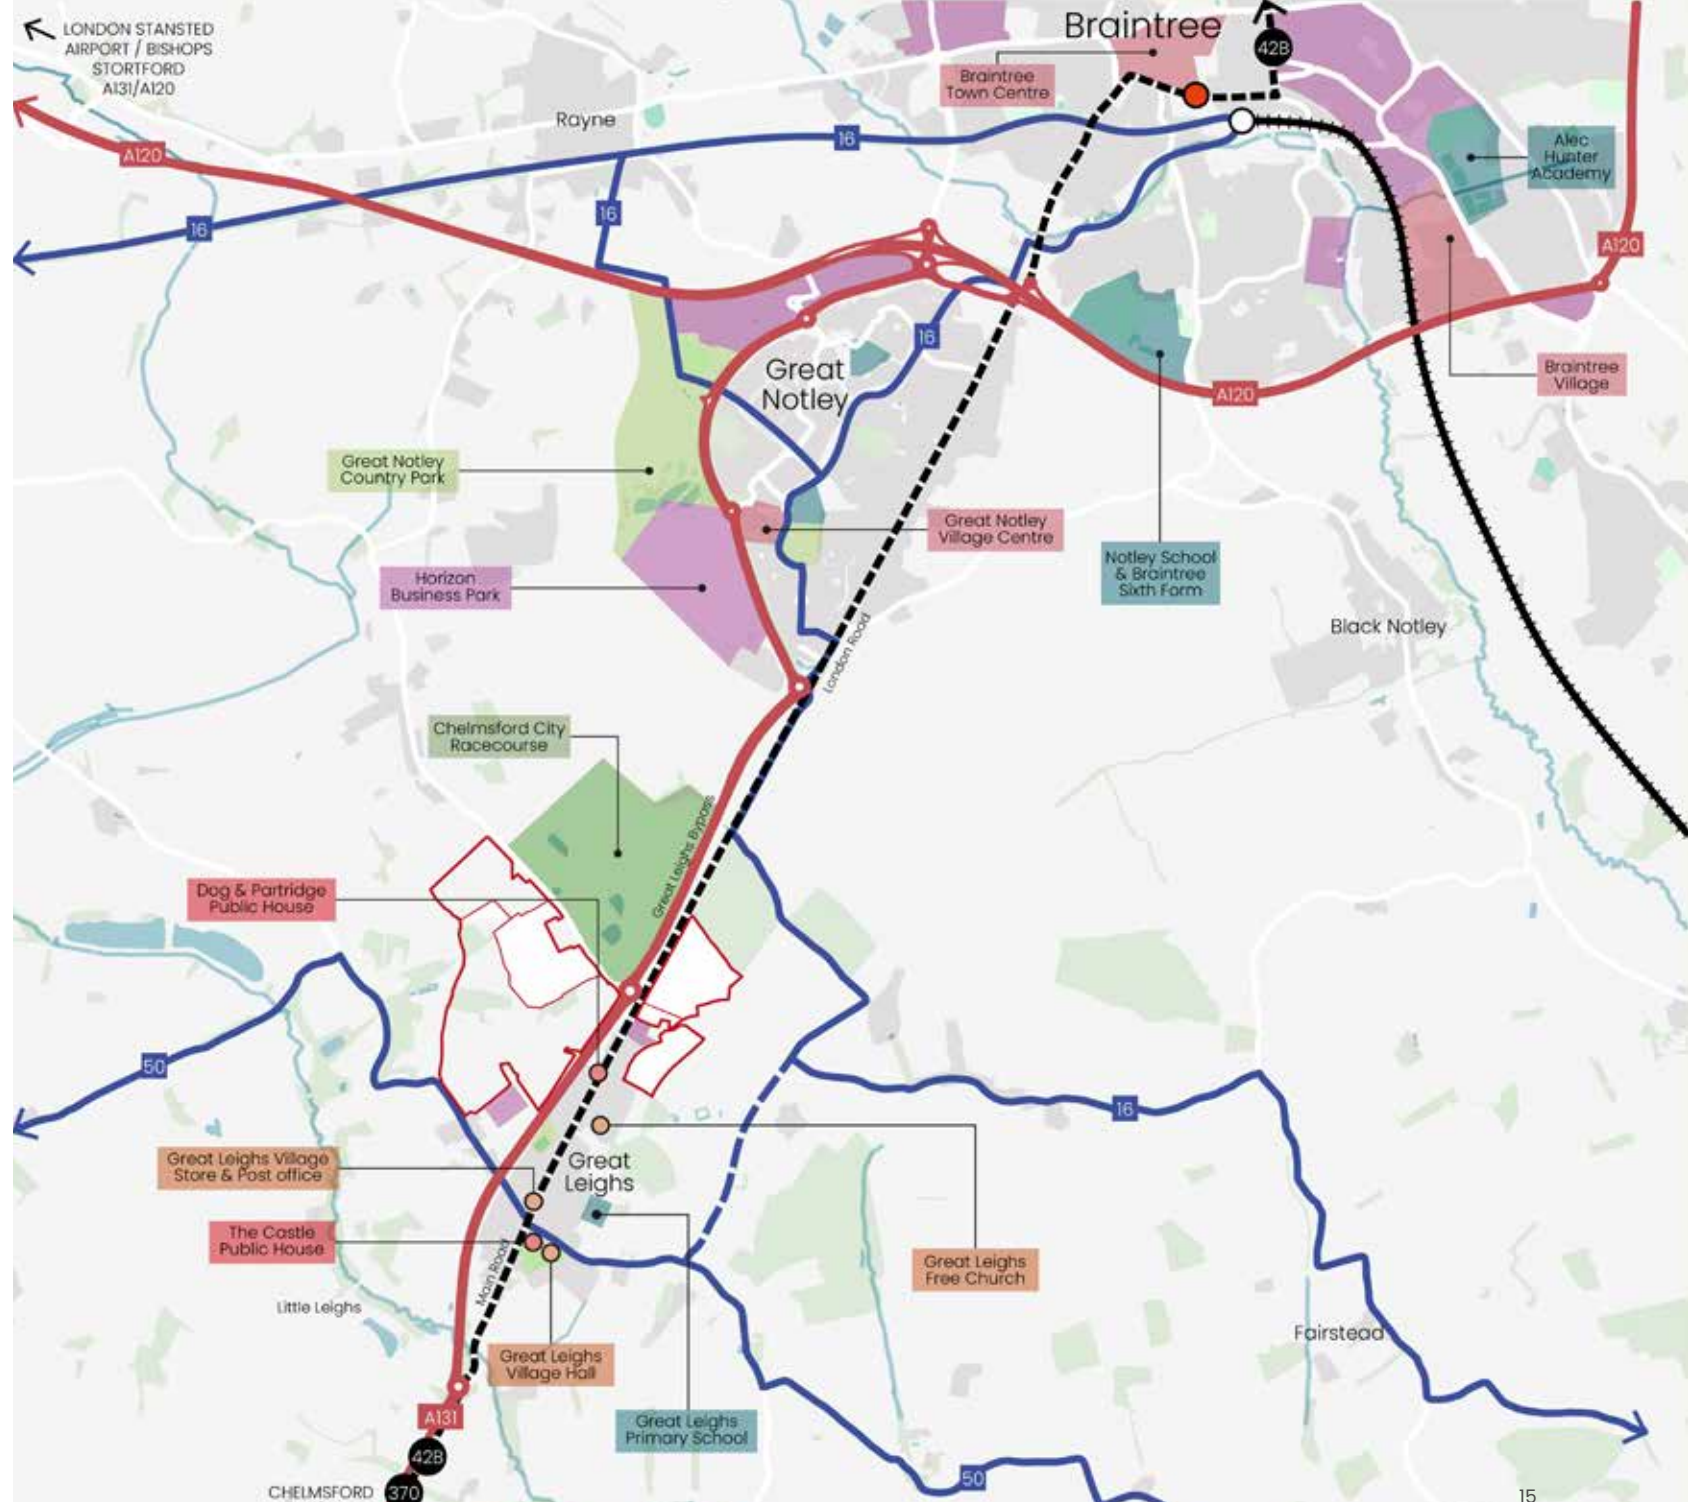 LONDON STANSTED
AIRPORT / BISHOPS
STORTFORD
A131/A120
Braintree
42B
Braintree
Town Centre
Rayne
16
A120
Alec
Hunter
Academy
16
16
A120
16
Great
Notley
Braintree
Village
A120
Great Notley
Country Park
Great Notley
Village Centre
Notley School
& Braintree
Sixth Form
Horizon
Business Park
London Road
Black Notley
Chelmsford City
Racecourse
Great Leighs Bypass
Dog & Partridge
Public House
50
16
Great Leighs Village
Store & Post office
Great
Leighs
The Castle
Public House
Great Leighs
Free Church
Main Road
Little Leighs
Fairstead
Great Leighs
Village Hall
A131
Great Leighs
Primary School
42B
50
CHELMSFORD
370
15